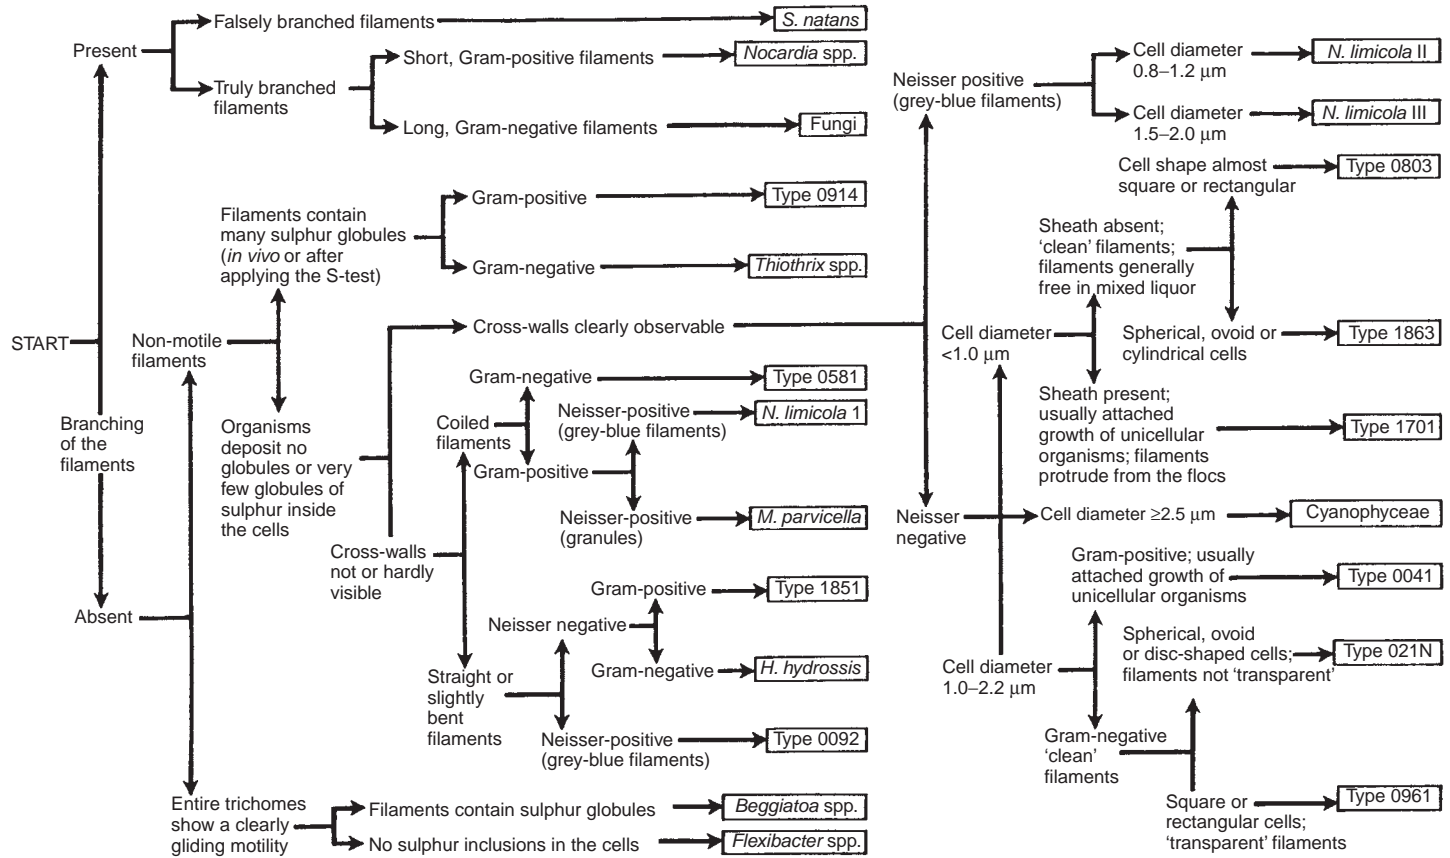 Present
Falsely branched filaments
S. natans
Truly branched
filaments
Short, Gram-positive filaments
Nocardia spp.
Long, Gram-negative filaments
Fungi
START
Branching
of the
filaments
Absent
Non-motile
filaments
Filaments contain
many sulphur globules
(in vivo or after
applying the S-test)
Gram-positive
Type 0914
Gram-negative
Thiothrix spp.
Organisms
deposit no
globules or very
few globules of
sulphur inside
the cells
Cross-walls clearly observable
Cross-walls
not or hardly
visible
Coiled
filaments
Gram-negative
Type 0581
Gram-positive
Neisser-positive
(grey-blue filaments)
N. limicola 1
Neisser-positive
(granules)
M. parvicella
Straight or
slightly
bent
filaments
Neisser negative
Gram-positive
Type 1851
Gram-negative
H. hydrossis
Neisser-positive
(grey-blue filaments)
Type 0092
Entire trichomes
show a clearly
gliding motility
Filaments contain sulphur globules
Beggiatoa spp.
No sulphur inclusions in the cells
Flexibacter spp.
Neisser positive
(grey-blue filaments)
Cell diameter
0.8–1.2 μm
N. limicola II
Cell diameter
1.5–2.0 μm
N. limicola III
Neisser
negative
Cell diameter
<1.0 μm
Sheath absent;
‘clean’ filaments;
filaments generally
free in mixed liquor
Cell shape almost
square or rectangular
Type 0803
Spherical, ovoid or
cylindrical cells
Type 1863
Sheath present;
usually attached
growth of unicellular
organisms; filaments
protrude from the flocs
Type 1701
Cell diameter ≥2.5 μm
Cyanophyceae
Cell diameter
1.0–2.2 μm
Gram-positive; usually
attached growth of
unicellular organisms
Type 0041
Gram-negative
‘clean’
filaments
Spherical, ovoid
or disc-shaped cells;
filaments not ‘transparent’
Type 021N
Square or
rectangular cells;
‘transparent’ filaments
Type 0961